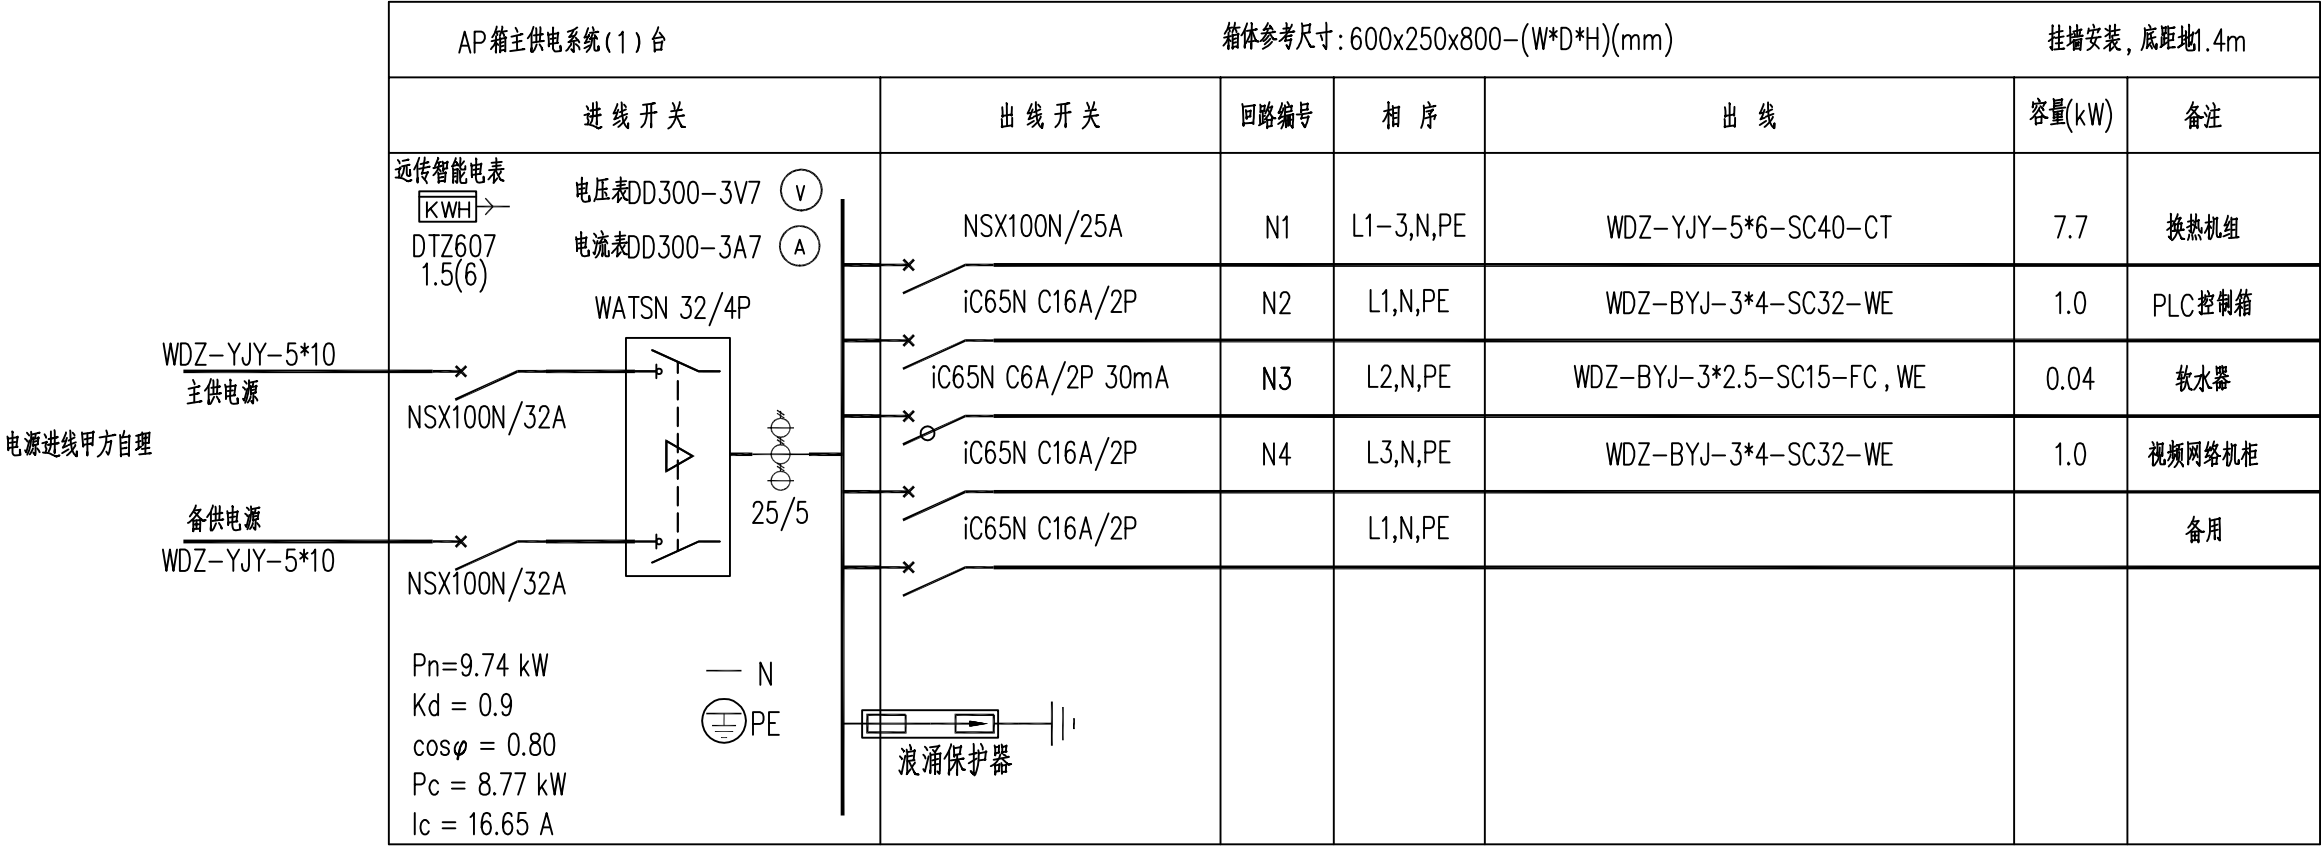 AP箱主供电系统(1)台
箱体参考尺寸:600x250x800-(W*D*H)(mm)
挂墙安装,底距地1.4m
进线开关
出线开关
回路编号
相 序
出 线
容量(kW)
备注
远传智能电表
KWH
DTZ607
1.5(6)
电压表DD300-3V7
V
电流表DD300-3A7
A
WATSN 32/4P
WDZ-YJY-5*10
主供电源
NSX100N/32A
电源进线甲方自理
备供电源
WDZ-YJY-5*10
NSX100N/32A
25/5
NSX100N/25A
N1
L1-3,N,PE
WDZ-YJY-5*6-SC40-CT
7.7
换热机组
iC65N C16A/2P
N2
L1,N,PE
WDZ-BYJ-3*4-SC32-WE
1.0
PLC控制箱
iC65N C6A/2P 30mA
N3
L2,N,PE
WDZ-BYJ-3*2.5-SC15-FC,WE
0.04
软水器
iC65N C16A/2P
N4
L3,N,PE
WDZ-BYJ-3*4-SC32-WE
1.0
视频网络机柜
iC65N C16A/2P
L1,N,PE
备用
Pn=9.74 kW
Kd = 0.9
cosφ = 0.80
Pc = 8.77 kW
Ic = 16.65 A
N
PE
浪涌保护器